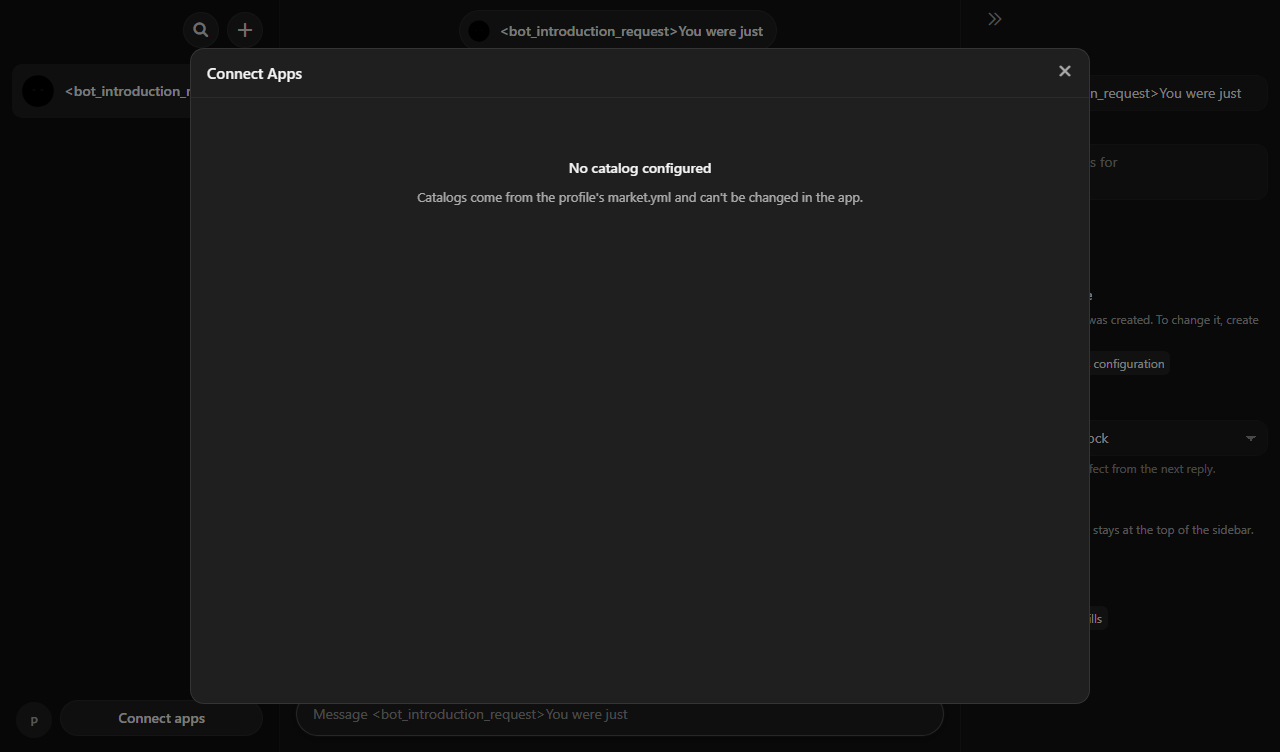 <bot_introduction_request>You were just
<bot_introduction_r
Connect Apps
No catalog configured
Catalogs come from the profile's market.yml and can't be changed in the app.
n_request>You were just
s for
was created. To change it, create
configuration
ock
fect from the next reply.
stays at the top of the sidebar.
ills
p
Connect apps
Message <bot_introduction_request>You were just